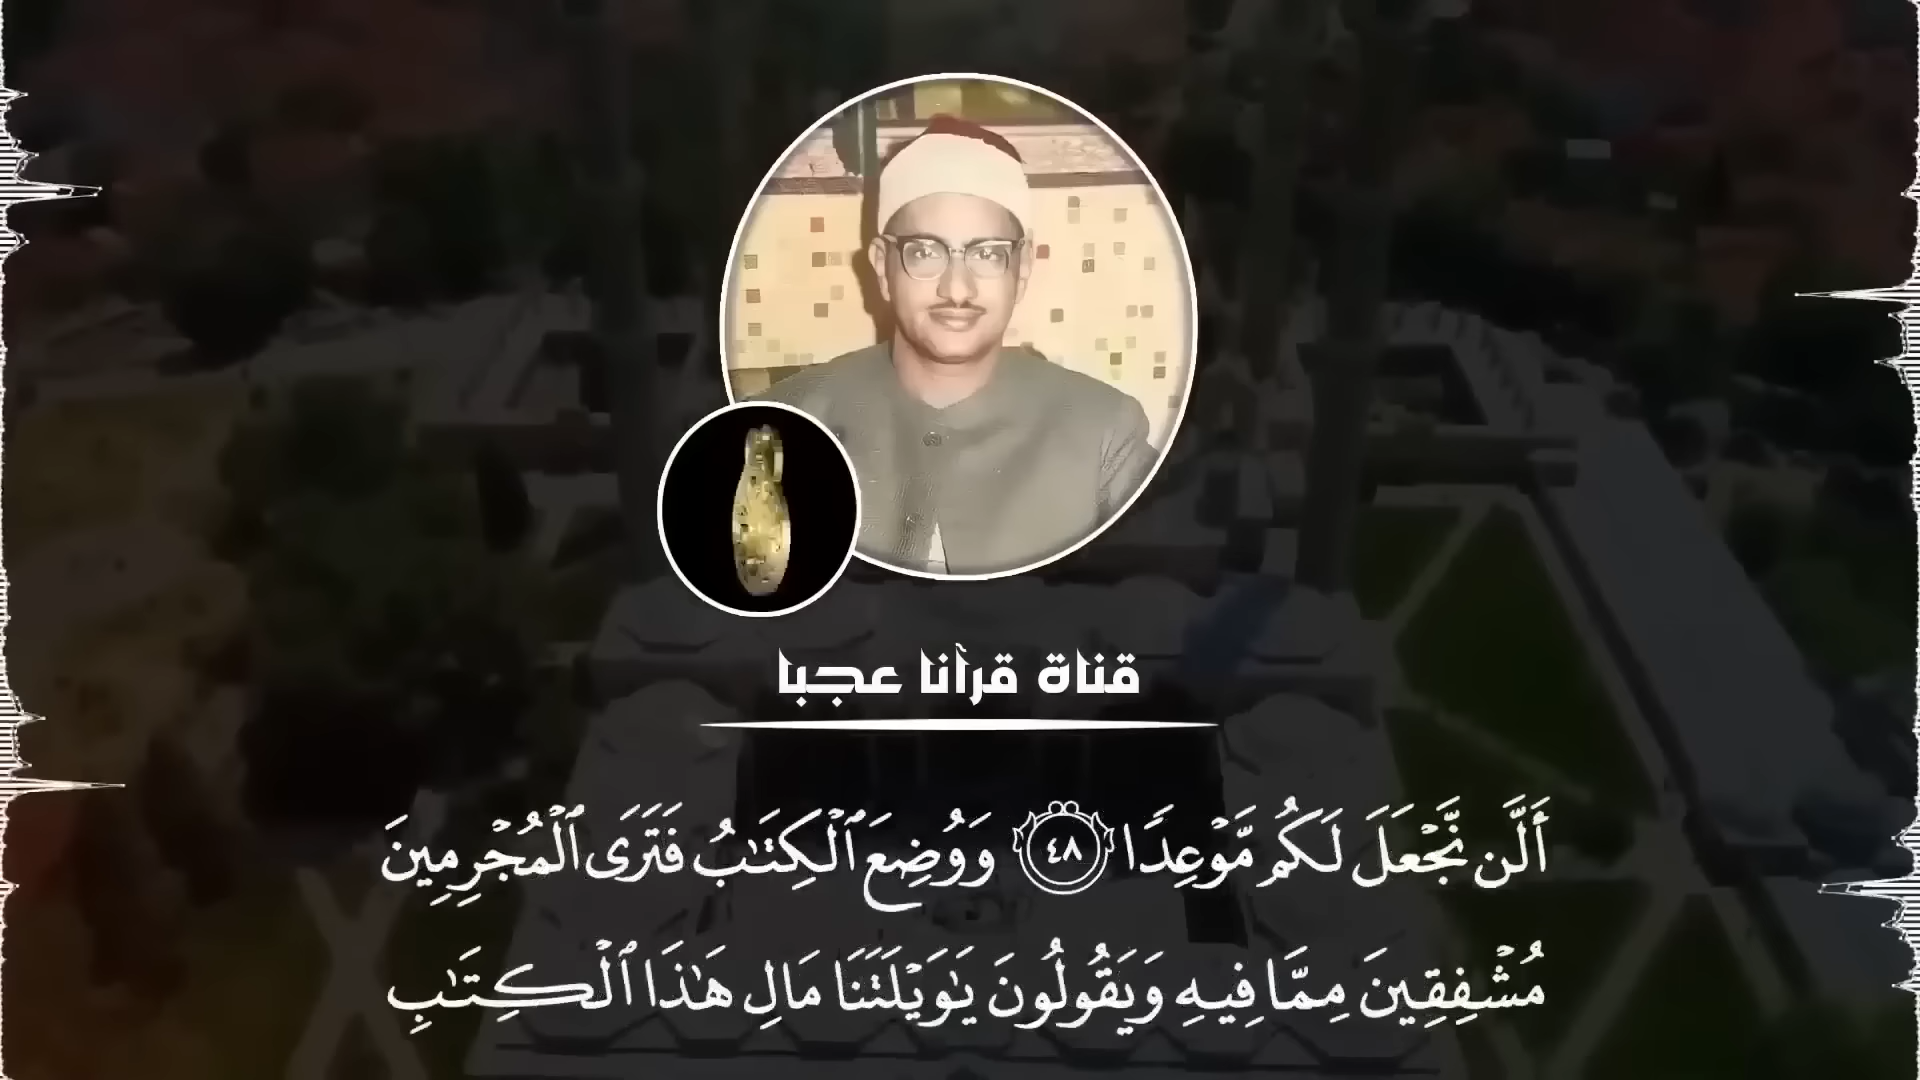 قناة قرآنا عجبا
أَلَّن نَّجۡعَلَ لَكُم مَّوۡعِدٗا ٤٨ وَوُضِعَ ٱلۡكِتَٰبُ فَتَرَى ٱلۡمُجۡرِمِينَ
مُشۡفِقِينَ مِمَّا فِيهِ وَيَقُولُونَ يَٰوَيۡلَتَنَا مَالِ هَٰذَا ٱلۡكِتَٰبِ